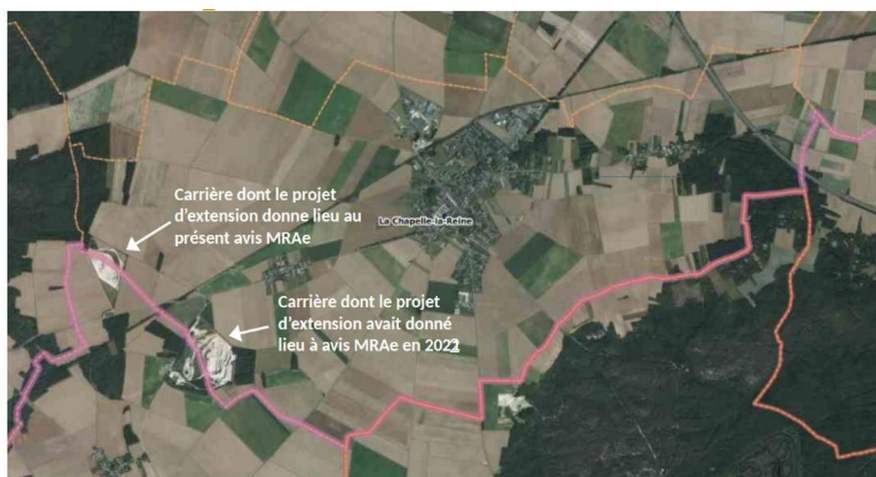 Carrière dont le projet
d'extension donne lieu au
présent avis MRAe
La Chapelle-la-Reine
Carrière dont le projet
d'extension avait donné
lieu à avis MRAe en 2022